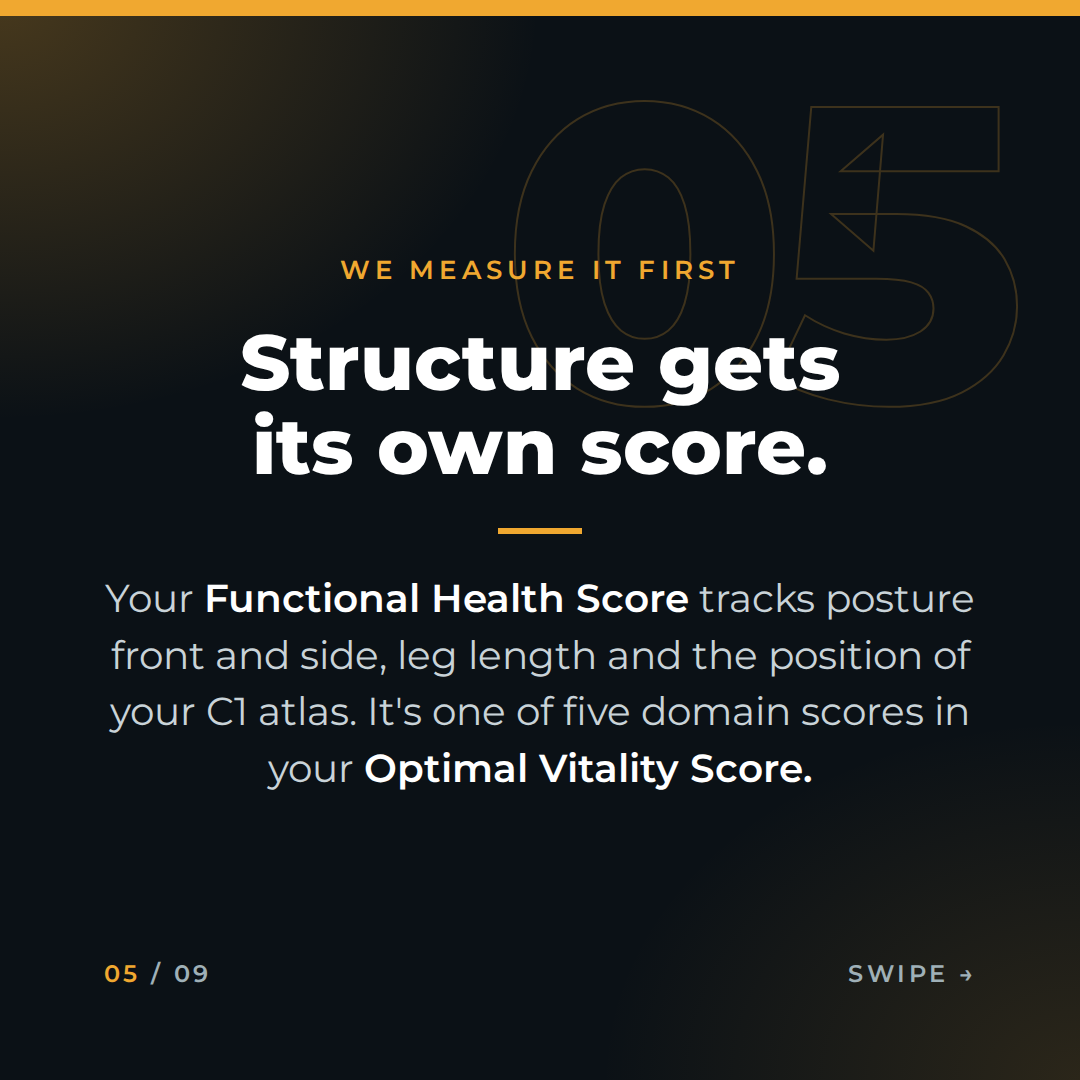 05
WE MEASURE IT FIRST
Structure gets
its own score.
Your Functional Health Score tracks posture
front and side, leg length and the position of
your C1 atlas. It's one of five domain scores in
your Optimal Vitality Score.
05 / 09
SWIPE →